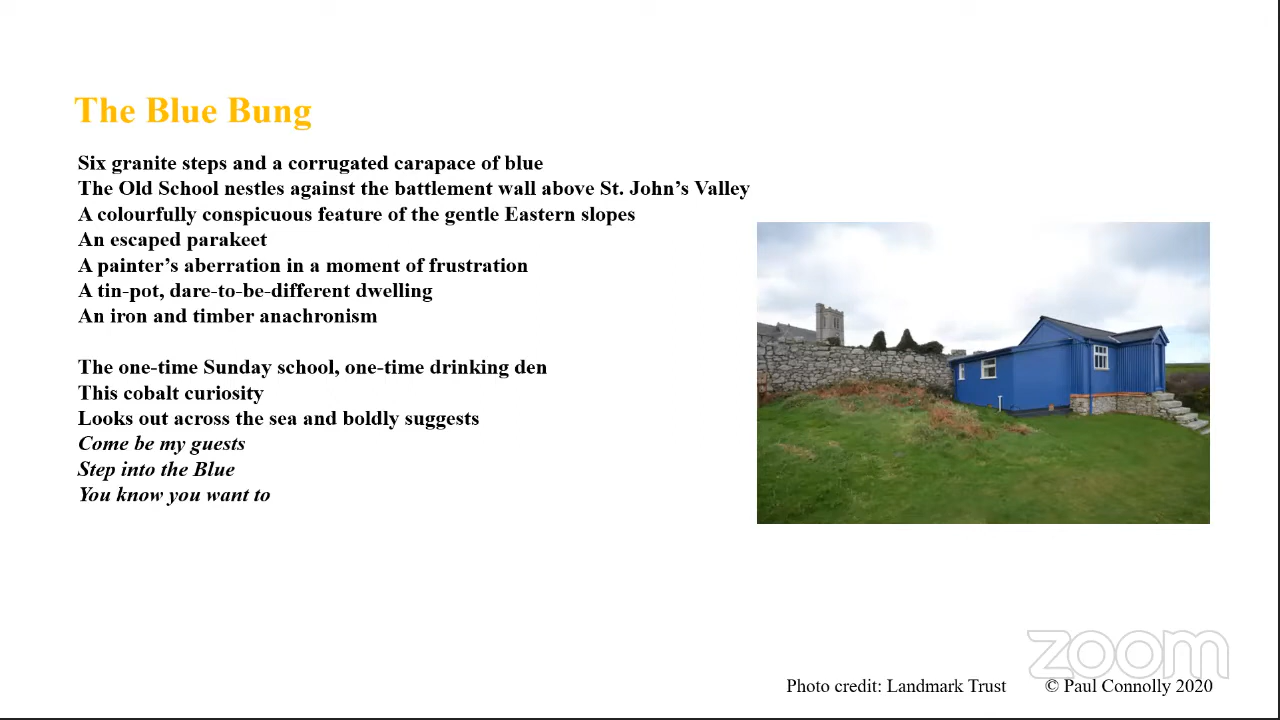 The Blue Bung
Six granite steps and a corrugated carapace of blue
The Old School nestles against the battlement wall above St. John’s Valley
A colourfully conspicuous feature of the gentle Eastern slopes
An escaped parakeet
A painter’s aberration in a moment of frustration
A tin-pot, dare-to-be-different dwelling
An iron and timber anachronism
The one-time Sunday school, one-time drinking den
This cobalt curiosity
Looks out across the sea and boldly suggests
Come be my guests
Step into the Blue
You know you want to
zoom
Photo credit: Landmark Trust © Paul Connolly 2020